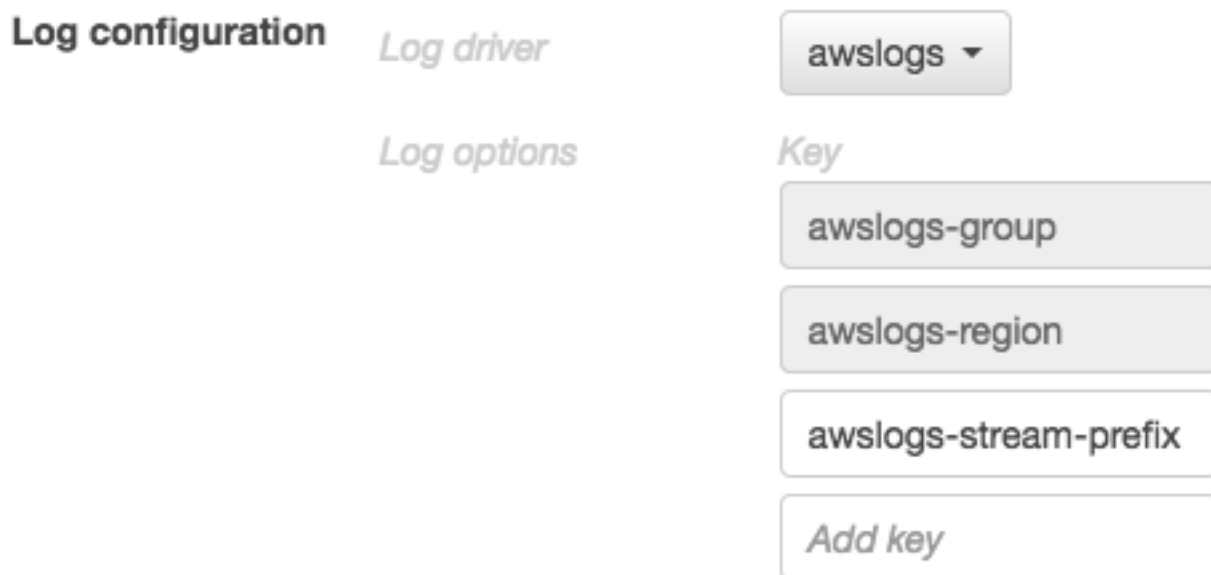 Log configuration Log driver awslogs
Log options Key
awslogs-group
awslogs-region
awslogs-stream-prefix
Add key